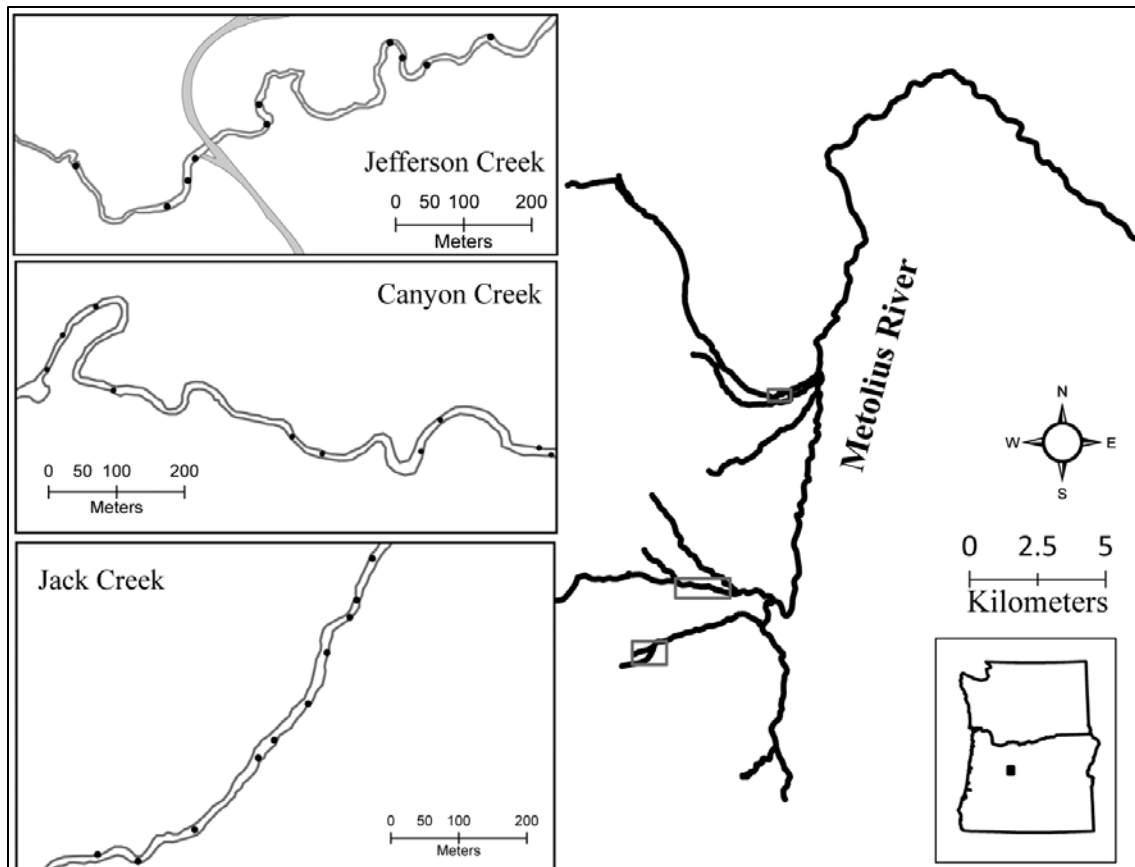 Jefferson Creek
0 50 100 200
Meters
Canyon Creek
0 50 100 200
Meters
Jack Creek
0 50 100 200
Meters
Metolius River
N
W E
S
0 2.5 5
Kilometers